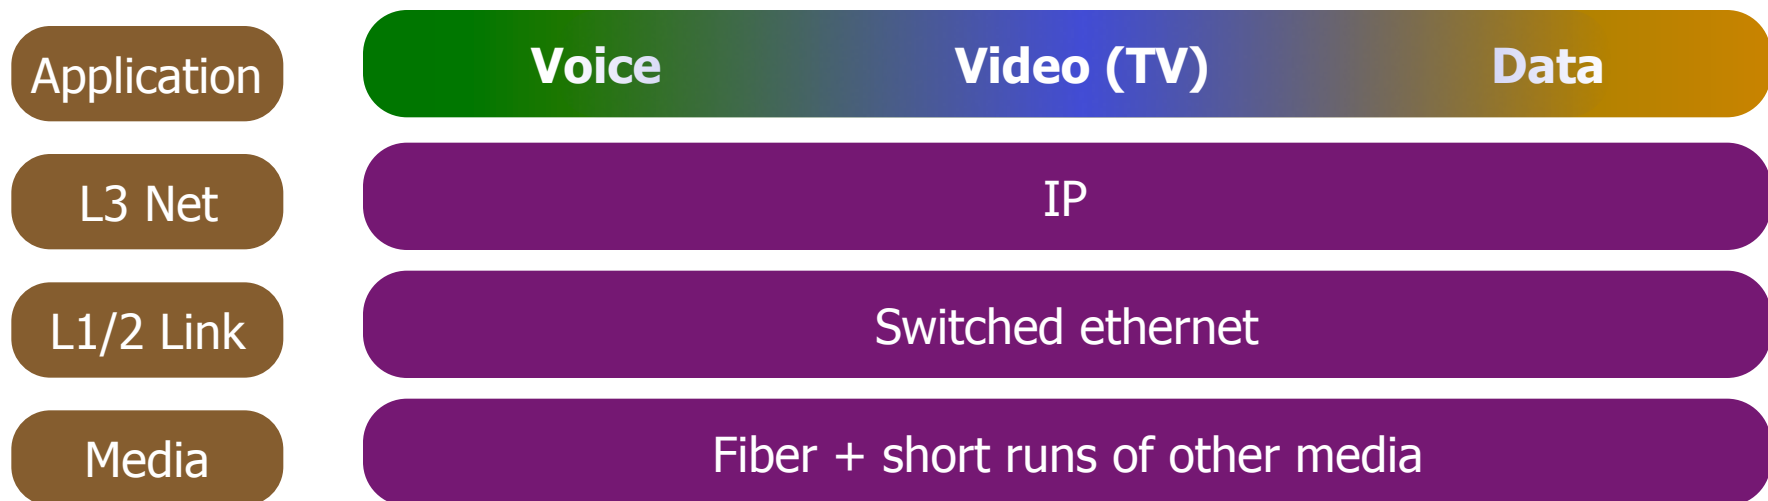 Application
Voice Video (TV) Data
L3 Net
IP
L1/2 Link
Switched ethernet
Media
Fiber + short runs of other media